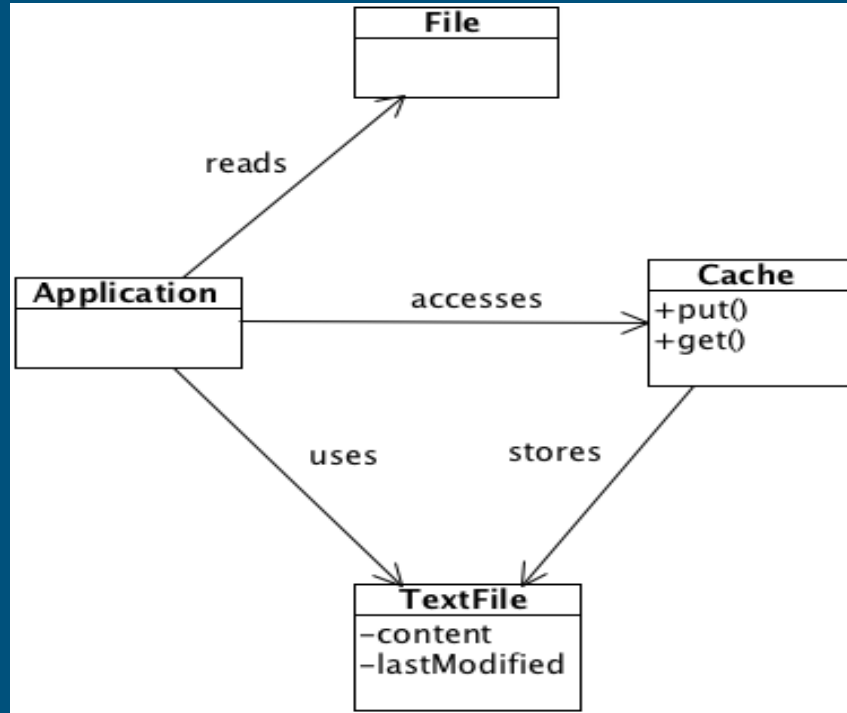 File
reads
Application
accesses
Cache
+put()
+get()
uses
stores
TextFile
–content
–lastModified